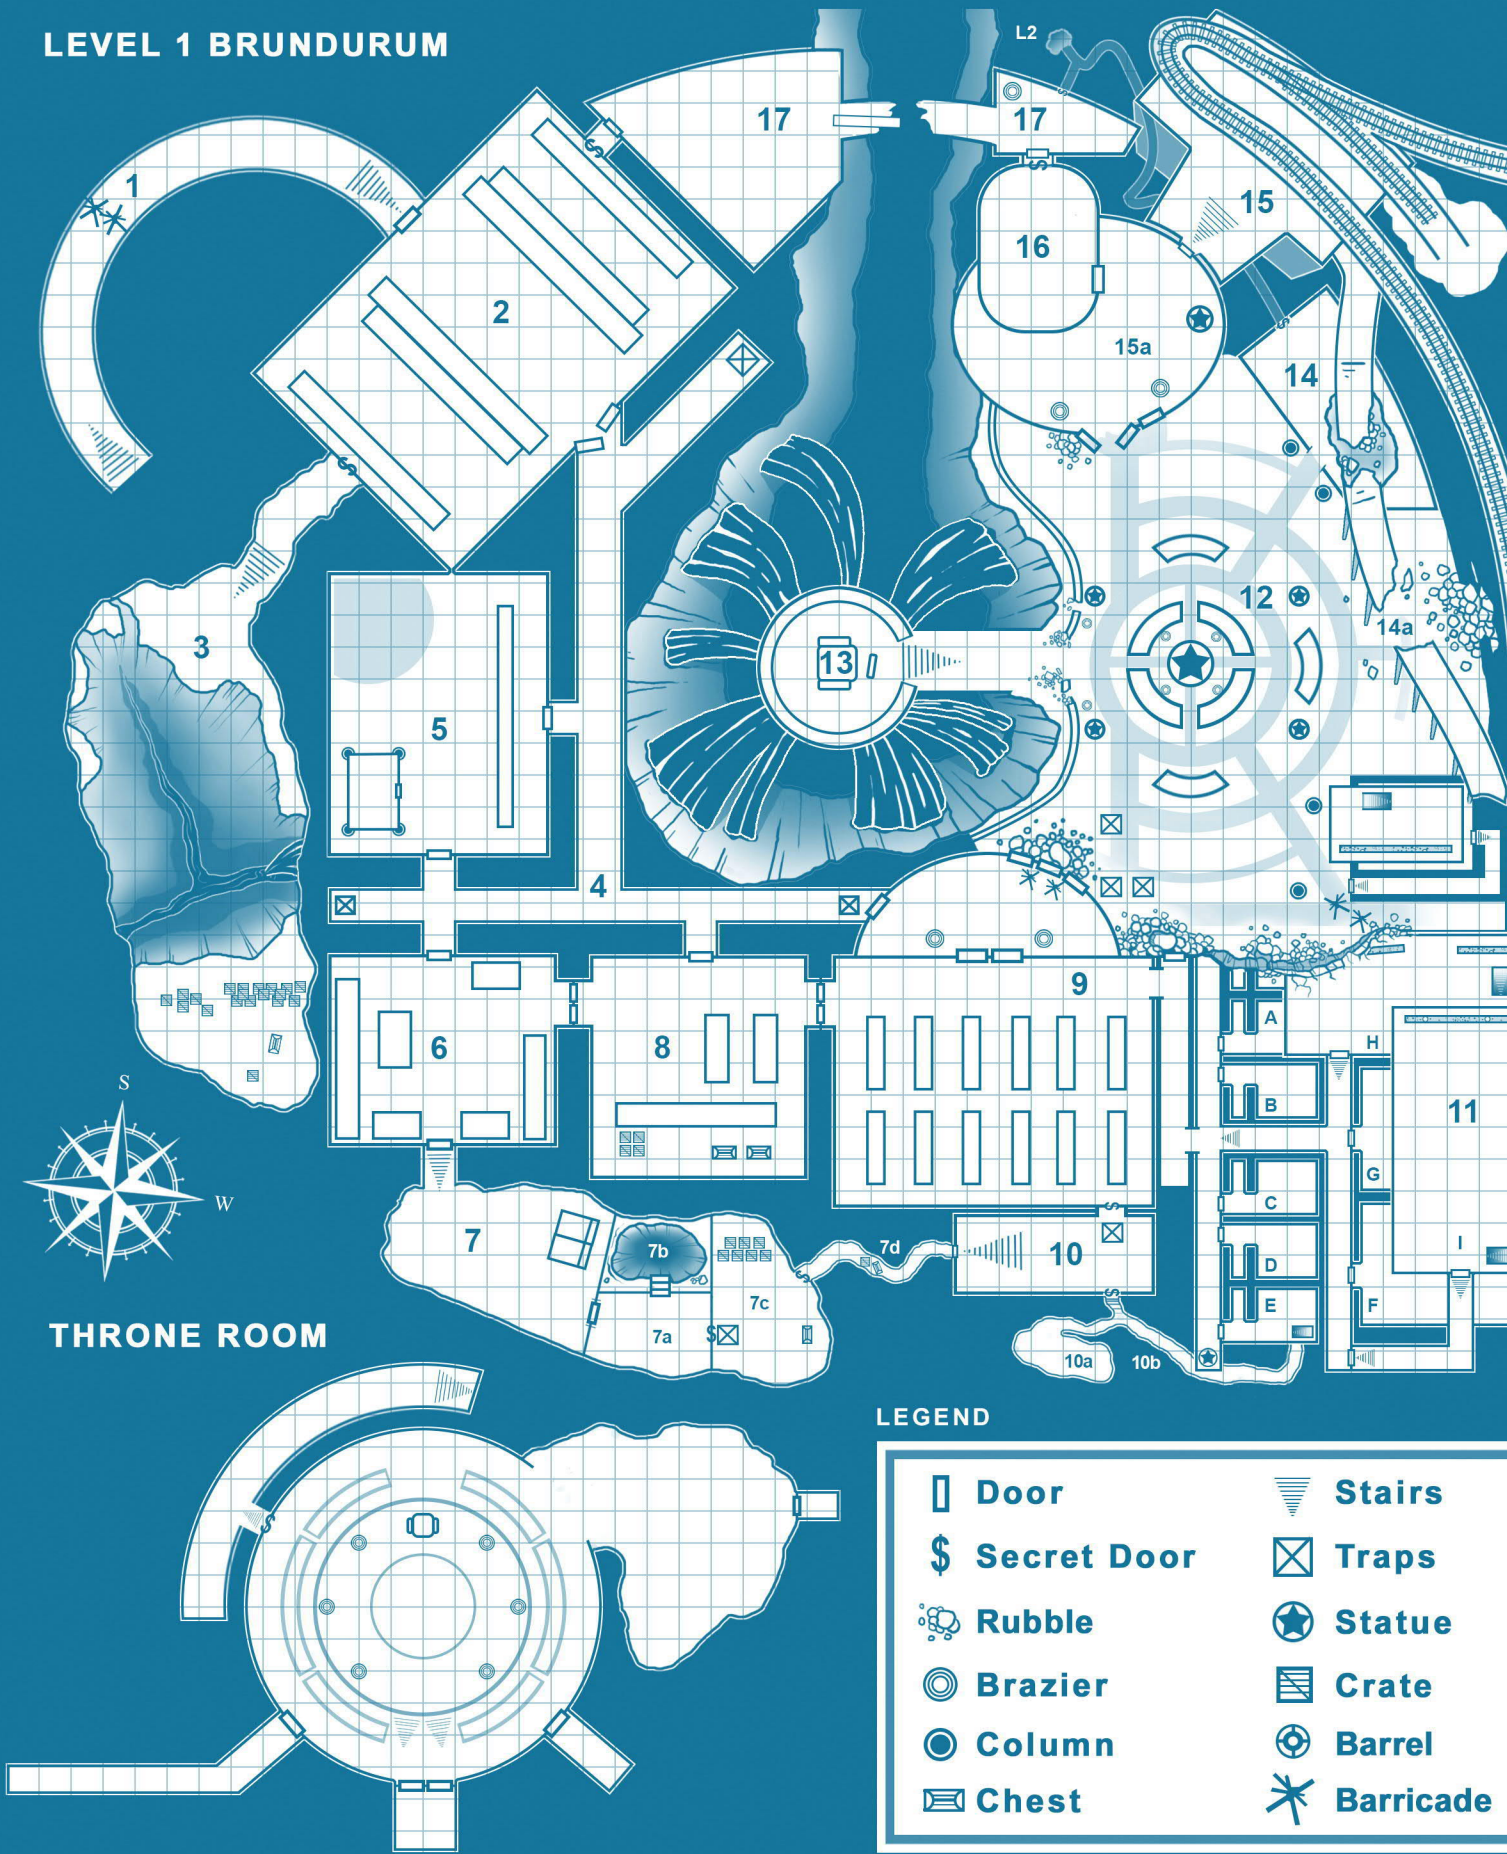 LEVEL 1 BRUNDURUM
L2
17
17
1
15
16
2
15a
14
12
14a
3
13
5
4
9
A
H
6
8
B
11
S
G
W
C
7
7b
7d
10
I
D
7c
E
F
THRONE ROOM
7a
10a
10b
LEGEND
Door
Stairs
$ Secret Door
Traps
Rubble
Statue
Brazier
Crate
Column
Barrel
Chest
Barricade